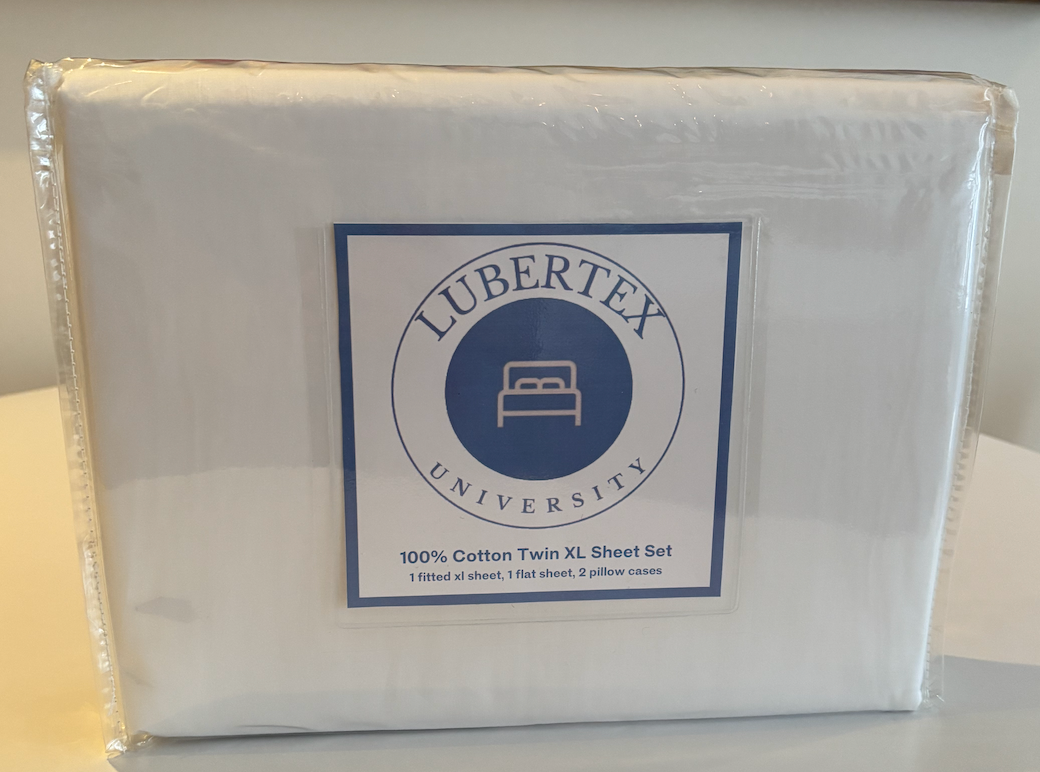 LUBERTEX
UNIVERSITY
100% Cotton Twin XL Sheet Set
1 fitted xl sheet, 1 flat sheet, 2 pillow cases